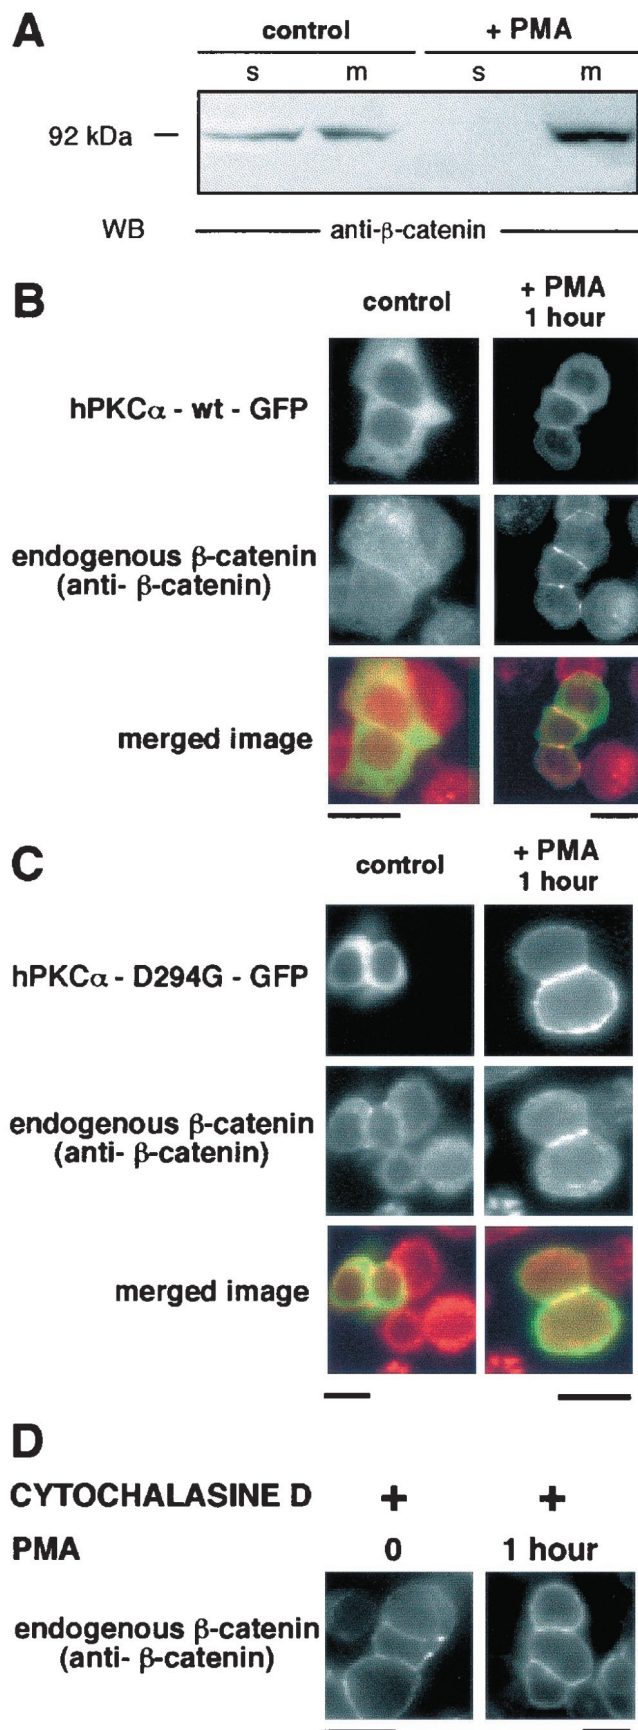 A
control + PMA
s m s m
92 kDa
WB anti-β-catenin
B
control + PMA
1 hour
hPKCα - wt - GFP
endogenous β-catenin
(anti- β-catenin)
merged image
C
control + PMA
1 hour
hPKCα - D294G - GFP
endogenous β-catenin
(anti- β-catenin)
merged image
D
CYTOCHALASINE D + +
PMA 0 1 hour
endogenous β-catenin
(anti- β-catenin)